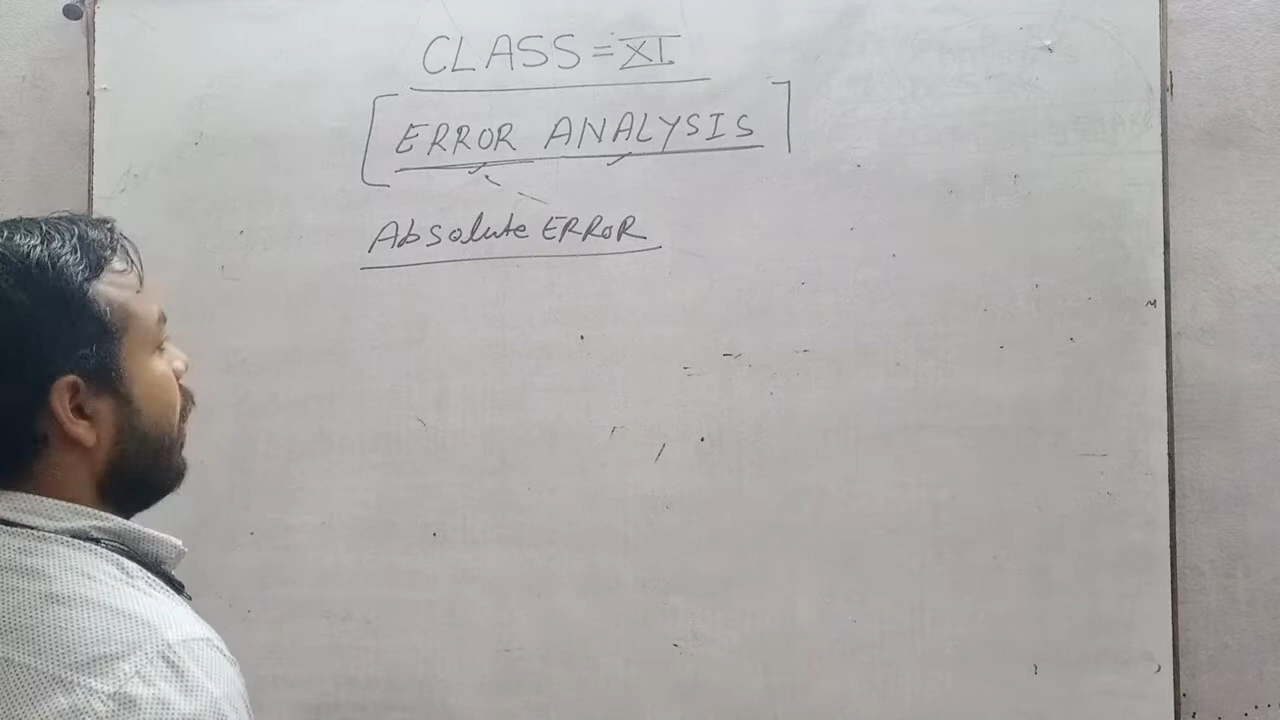 CLASS = XI
[ERROR ANALYSIS]
Absolute ERROR